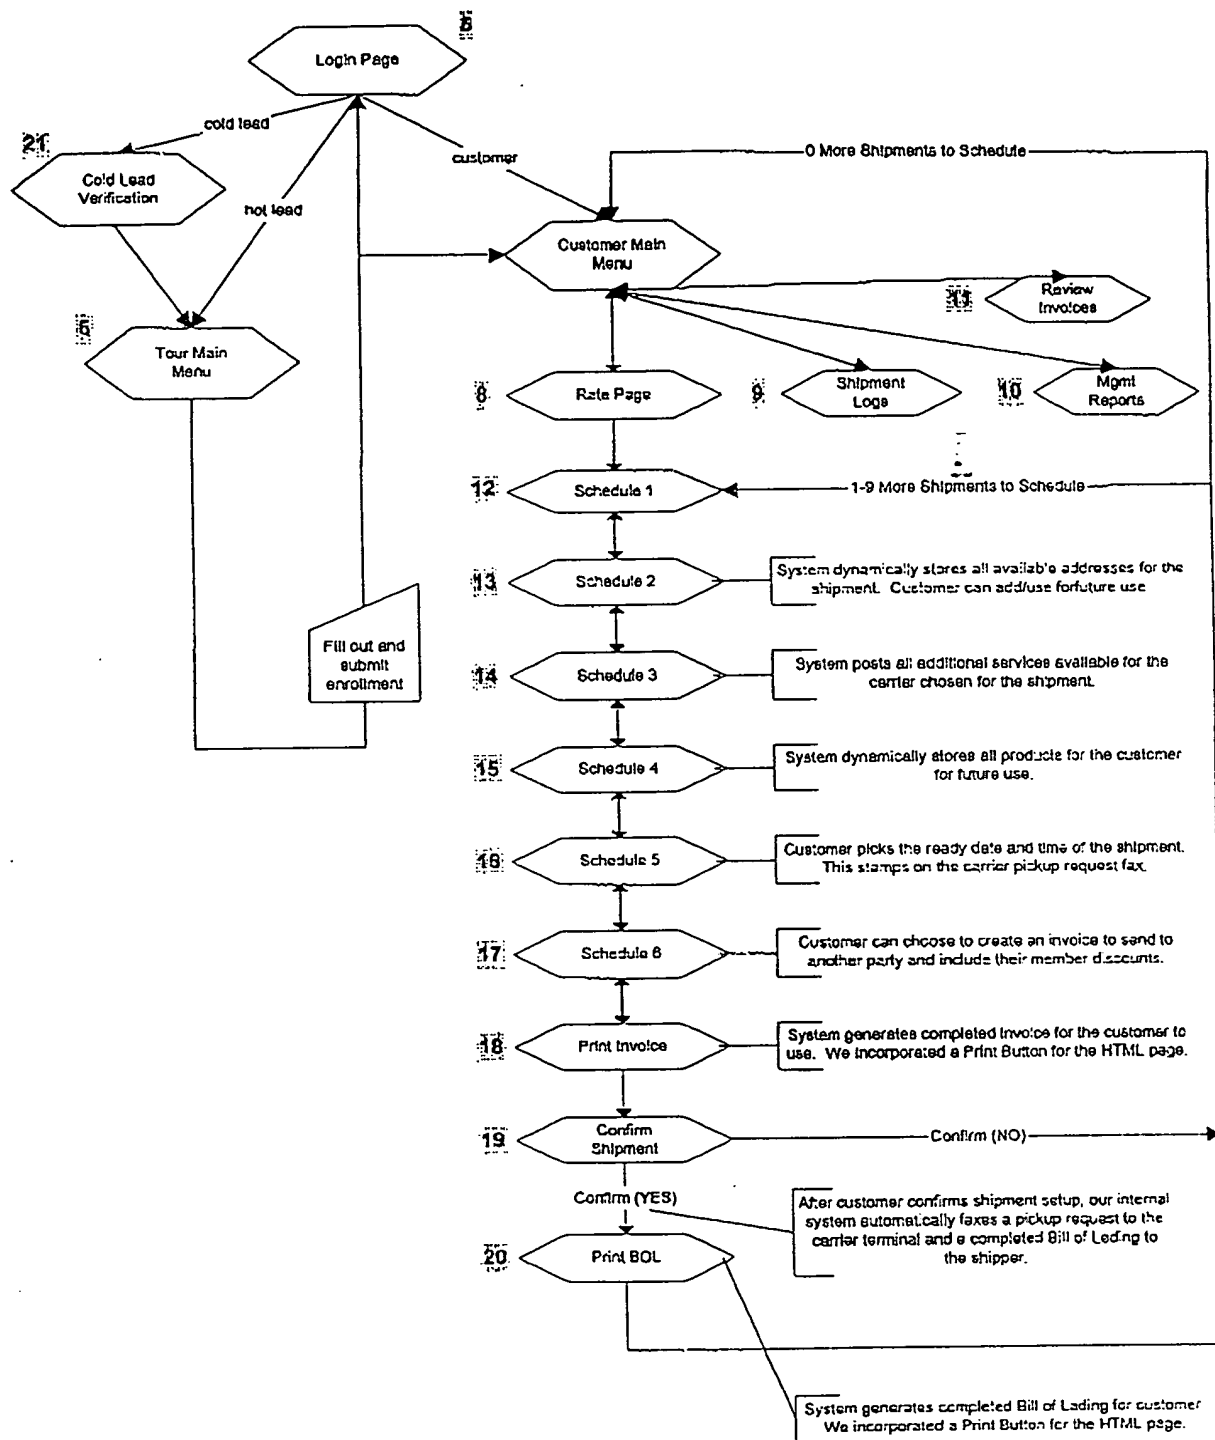 Login Page
cold lead
21
Cold Lead
Verification
hot lead
customer
0 More Shipments to Schedule
Customer Main
Menu
11
Review
Invoices
Tour Main
Menu
8
Rate Page
9
Shipment
Logs
10
Mgmt
Reports
12
Schedule 1
1-9 More Shipments to Schedule
13
Schedule 2
System dynamically stores all available addresses for the
shipment. Customer can add/use forfuture use
Fill out and
submit
enrollment
14
Schedule 3
System posts all additional services available for the
carrier chosen for the shipment.
15
Schedule 4
System dynamically stores all products for the customer
for future use.
16
Schedule 5
Customer picks the ready date and time of the shipment.
This stamps on the carrier pickup request fax.
17
Schedule 6
Customer can choose to create an invoice to send to
another party and include their member discounts.
18
Print Invoice
System generates completed Invoice for the customer to
use. We incorporated a Print Button for the HTML page.
19
Confirm
Shipment
Confirm (NO)
Confirm (YES)
After customer confirms shipment setup, our internal
system automatically faxes a pickup request to the
carrier terminal and a completed Bill of Lading to
the shipper.
20
Print BOL
System generates completed Bill of Lading for customer
We incorporated a Print Button for the HTML page.